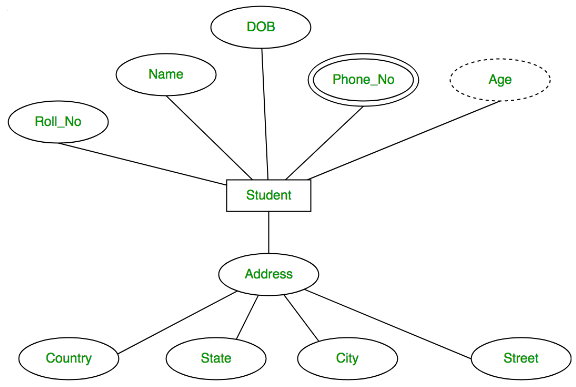 DOB
Name
Phone_No
Age
Roll_No
Student
Address
Country
State
City
Street